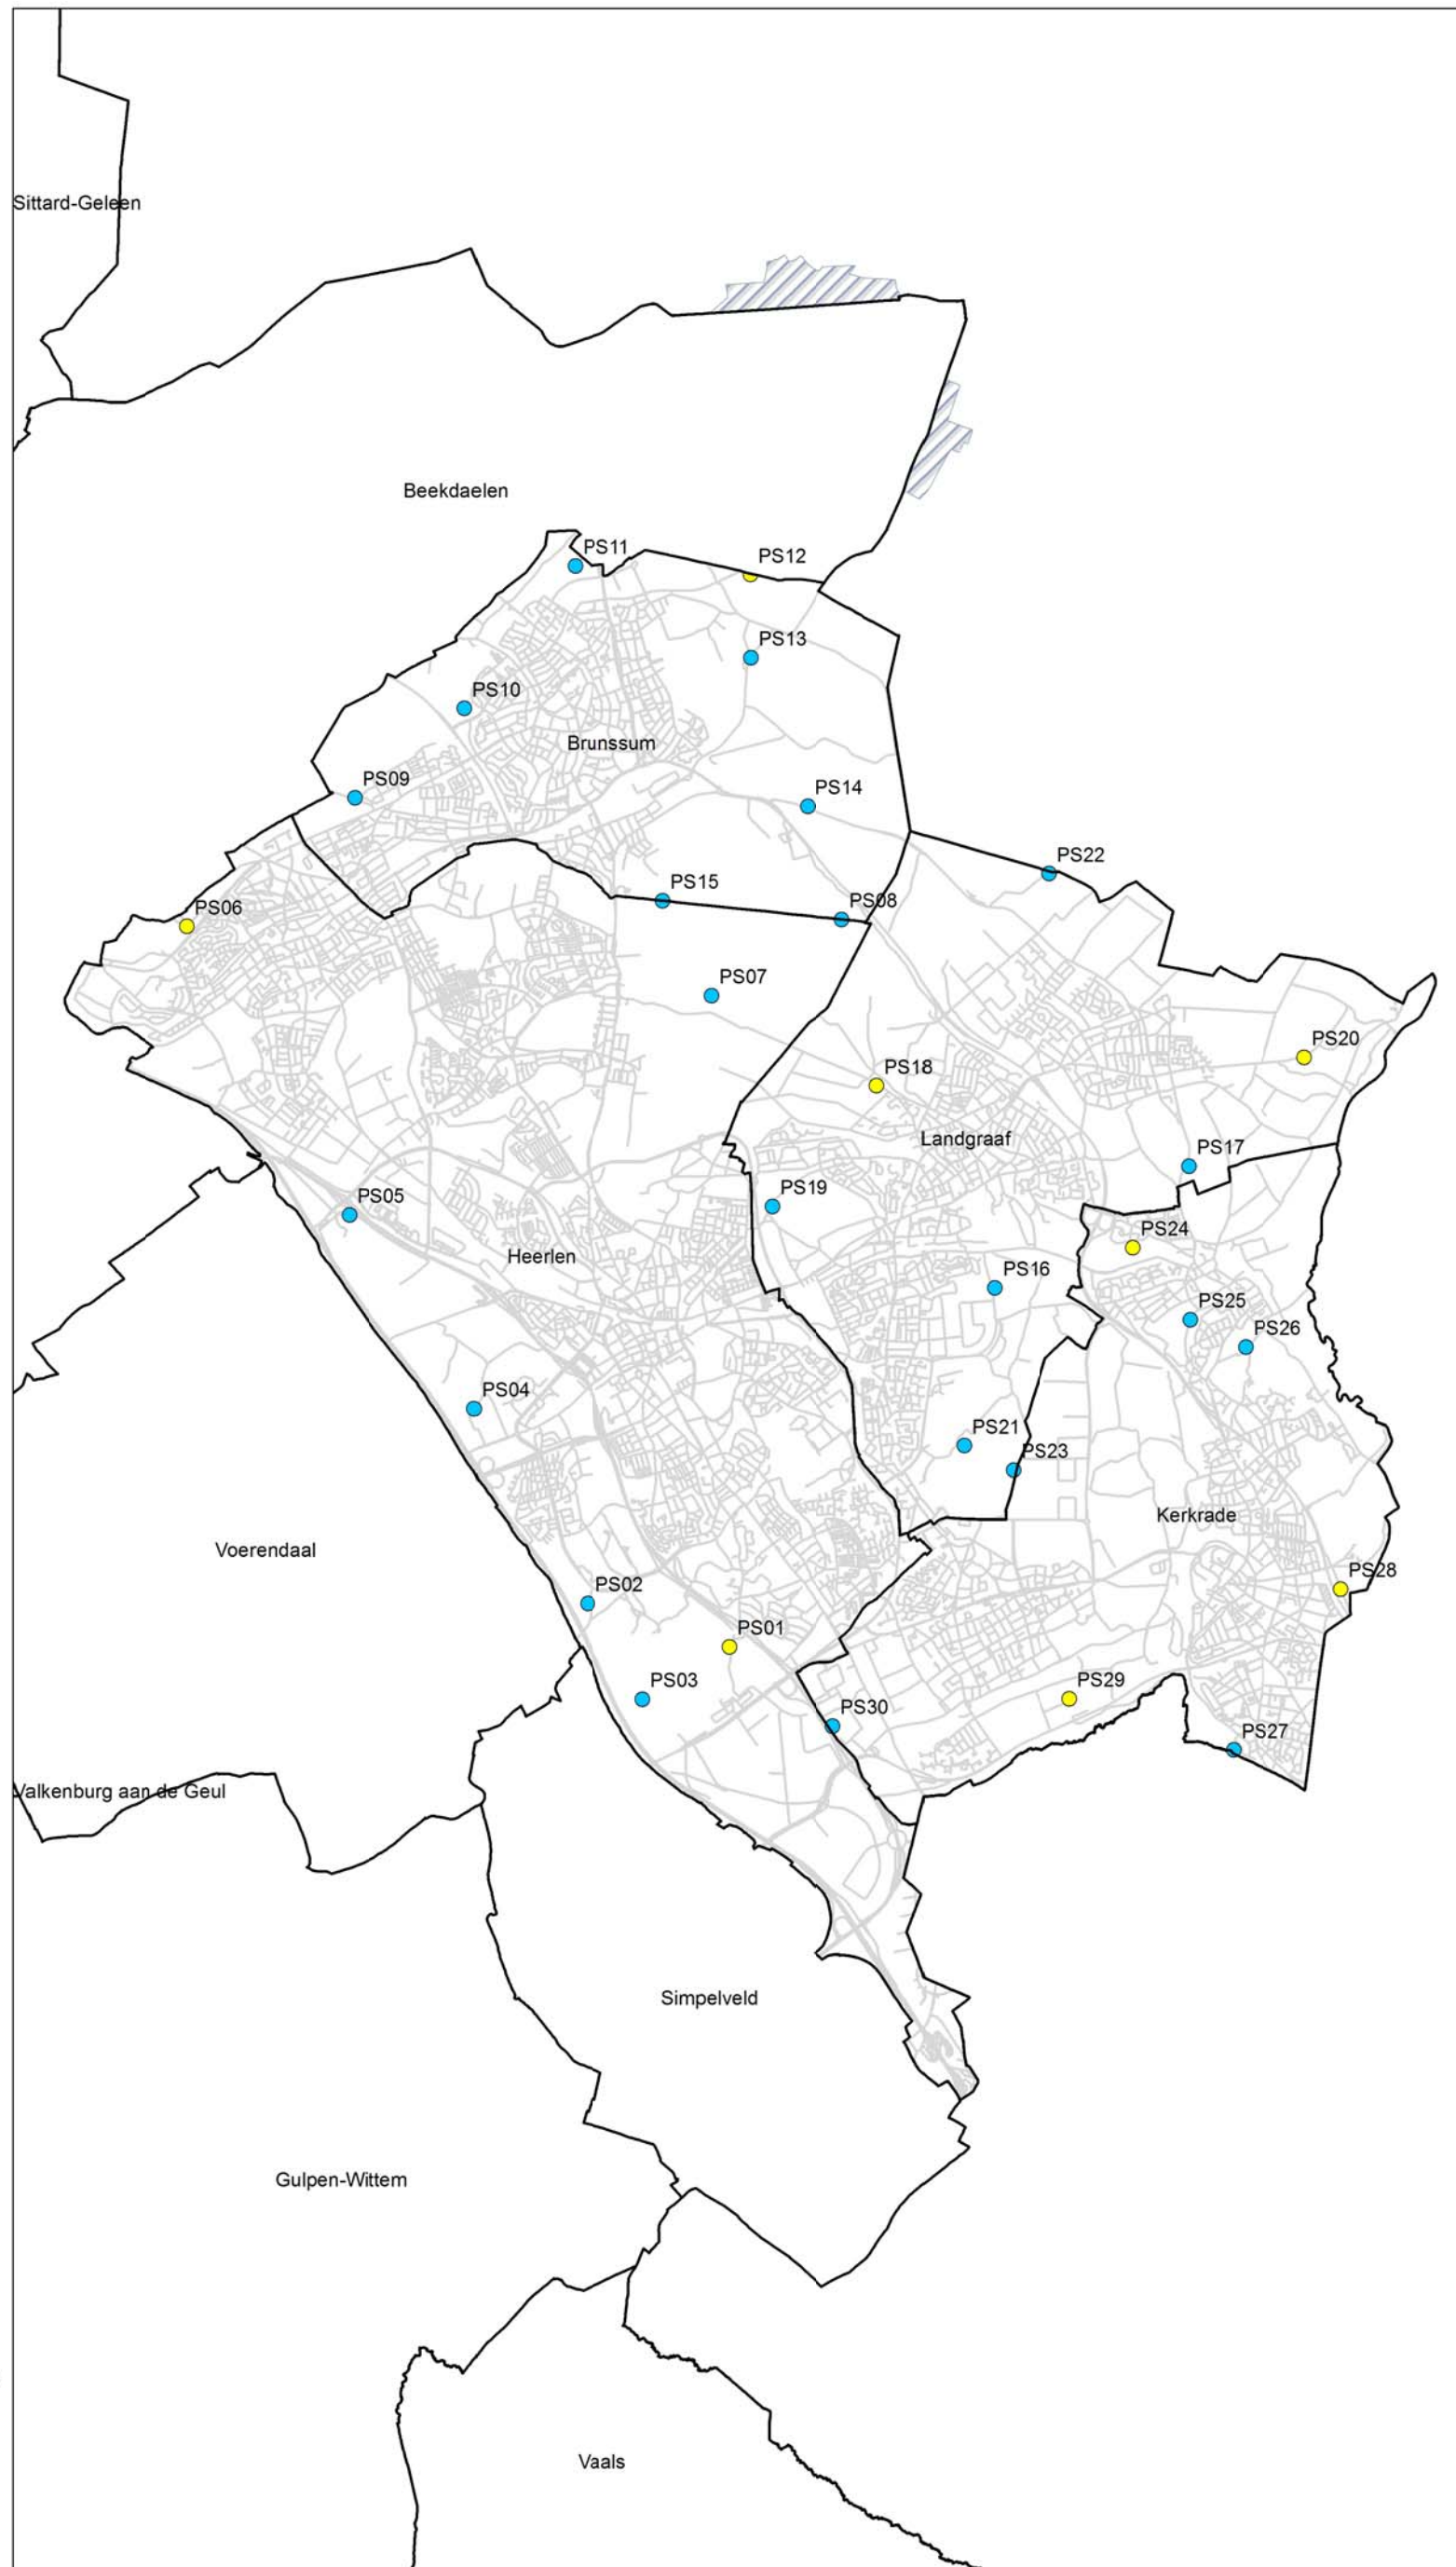 Sittard-Geleen
Beekdaelen
PS11
PS12
PS13
PS10
Brunssum
PS09
PS14
PS22
PS15
PS08
PS06
PS07
PS20
PS18
Landgraaf
PS17
PS19
PS05
PS24
Heerlen
PS16
PS25
PS26
PS04
PS21
PS23
Kerkrade
Voerendaal
PS28
PS02
PS01
PS03
PS29
PS30
PS27
Valkenburg aan de Geul
Simpelveld
Gulpen-Wittem
Vaals